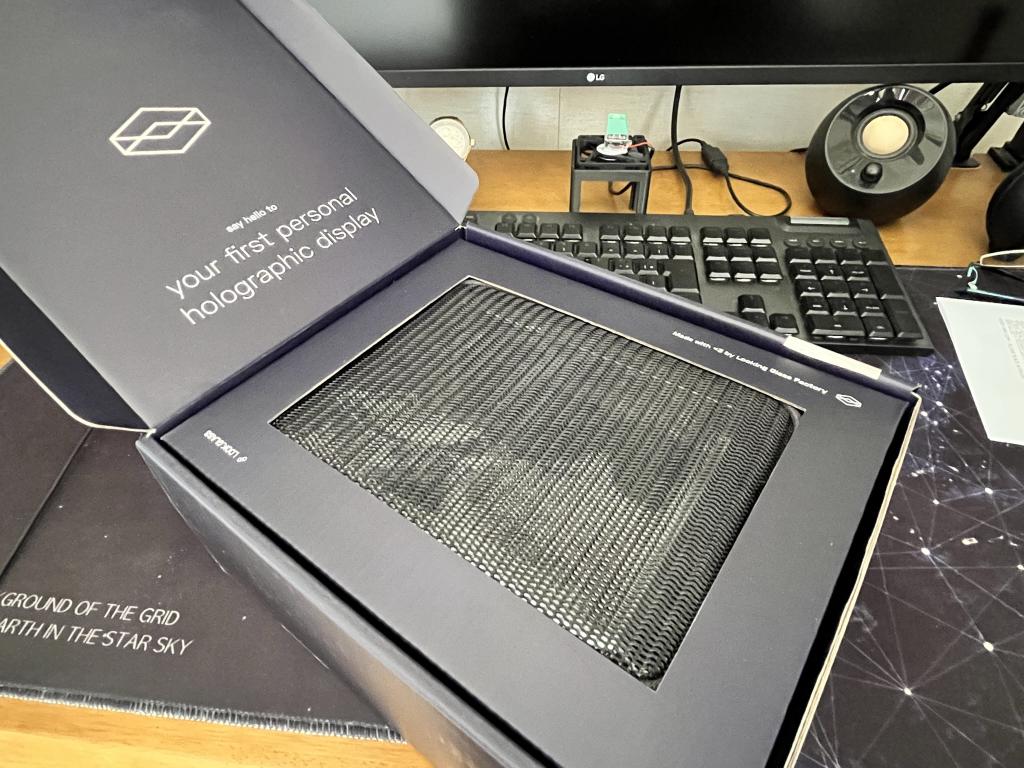 LG
say hello to
your first personal
holographic display
Made with <3 by Looking Glass Factory
GROUND OF THE GRID
ARTH IN THE STAR SKY